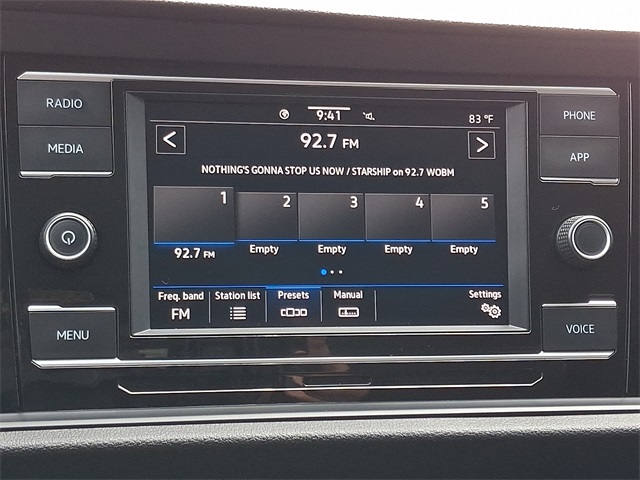 RADIO
MEDIA
MENU
9:41
83 °F
92.7 FM
NOTHING'S GONNA STOP US NOW / STARSHIP on 92.7 WOBM
1 2 3 4 5
92.7 FM Empty Empty Empty Empty
Freq. band Station list Presets Manual Settings
FM
PHONE
APP
VOICE